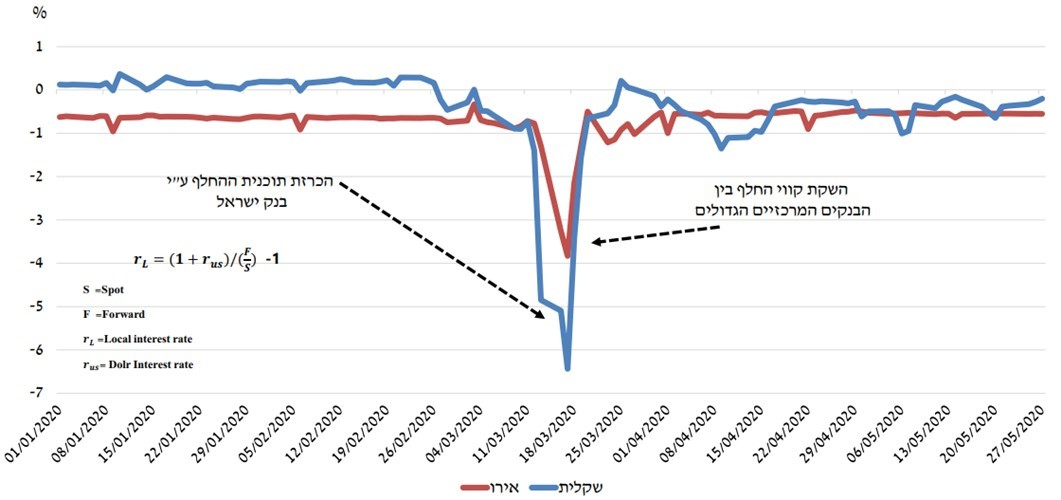 %
1
0
-1
-2
-3
-4
-5
-6
-7
הכרזת תוכנית ההחלף ע״י
בנק ישראל
השקת קווי החלף בין
הבנקים המרכזיים הגדולים
r_L = (1 + r_us)/(F/S) -1
S =Spot
F =Forward
r_L =Local interest rate
r_us= Dolr Interest rate
01/01/2020
08/01/2020
15/01/2020
22/01/2020
29/01/2020
05/02/2020
12/02/2020
19/02/2020
26/02/2020
04/03/2020
11/03/2020
18/03/2020
25/03/2020
01/04/2020
08/04/2020
15/04/2020
22/04/2020
29/04/2020
06/05/2020
13/05/2020
20/05/2020
27/05/2020
שקלית
אירו